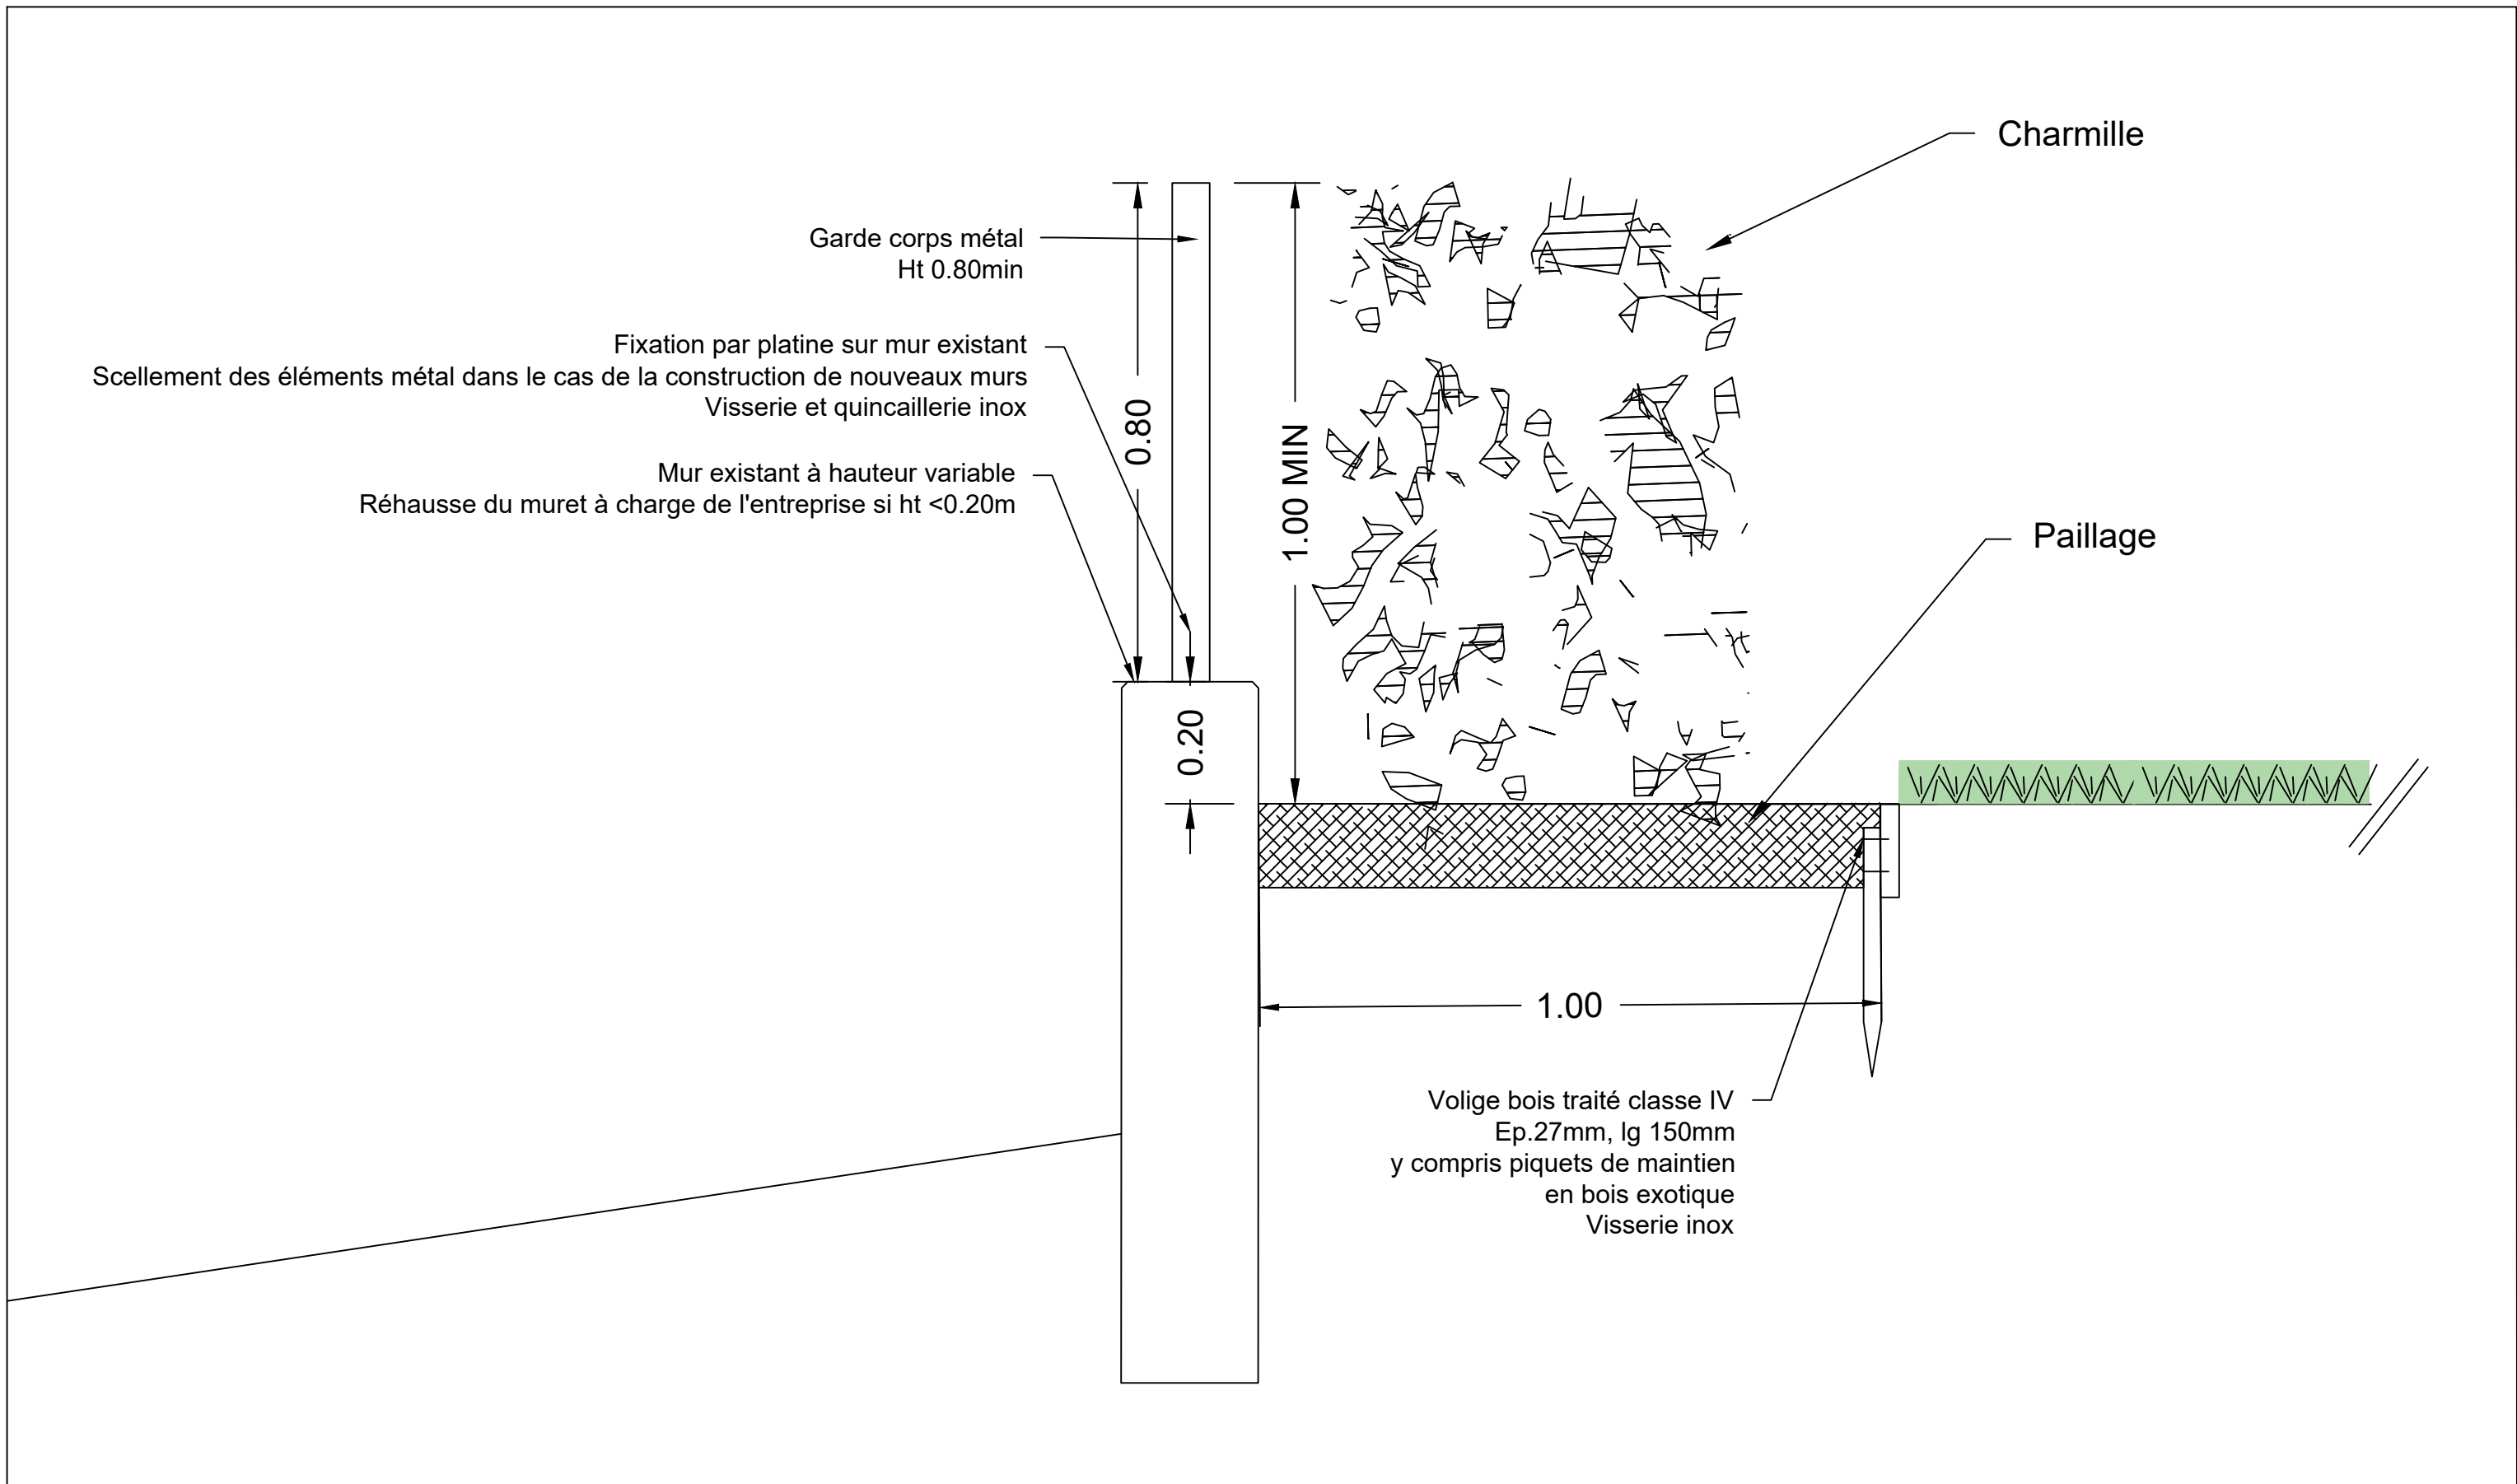 Charmille
Garde corps métal
Ht 0.80min
Fixation par platine sur mur existant
Scellement des éléments métal dans le cas de la construction de nouveaux murs
Visserie et quincaillerie inox
0.80
1.00 MIN
Mur existant à hauteur variable
Réhausse du muret à charge de l'entreprise si ht <0.20m
Paillage
0.20
1.00
Volige bois traité classe IV
Ep.27mm, lg 150mm
y compris piquets de maintien
en bois exotique
Visserie inox